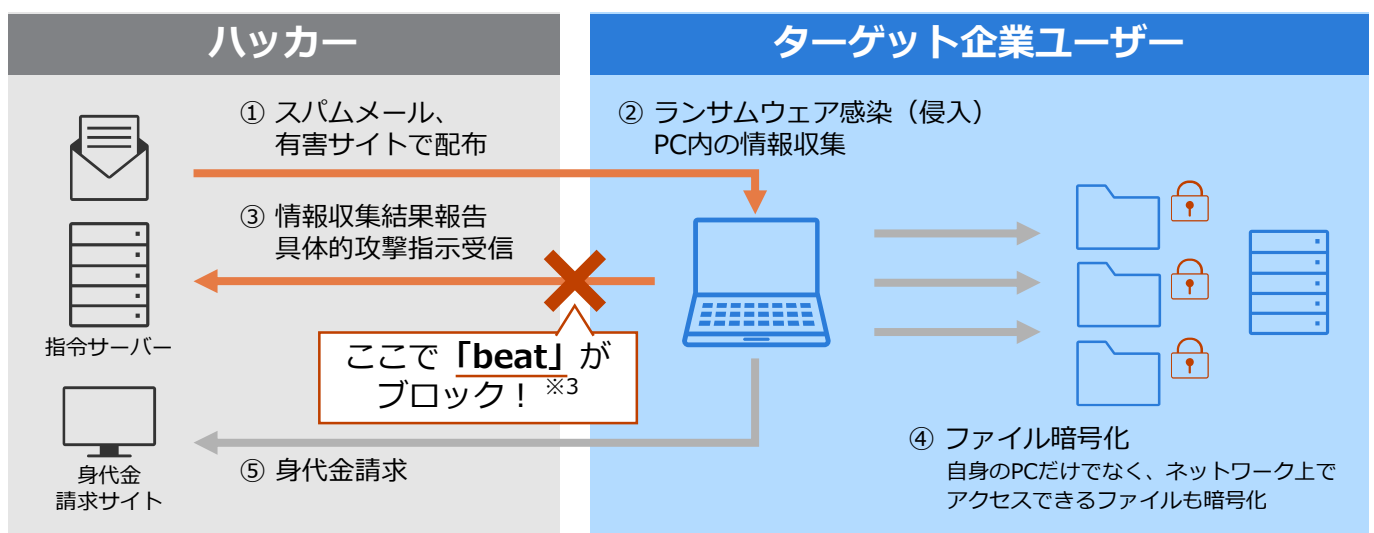 ハッカー
ターゲット企業ユーザー
① スパムメール、
有害サイトで配布
② ランサムウェア感染（侵入）
PC内の情報収集
③ 情報収集結果報告
具体的攻撃指示受信
指令サーバー
ここで「beat」が
ブロック！ ※3
身代金
請求サイト
⑤ 身代金請求
④ ファイル暗号化
自身のPCだけでなく、ネットワーク上で
アクセスできるファイルも暗号化